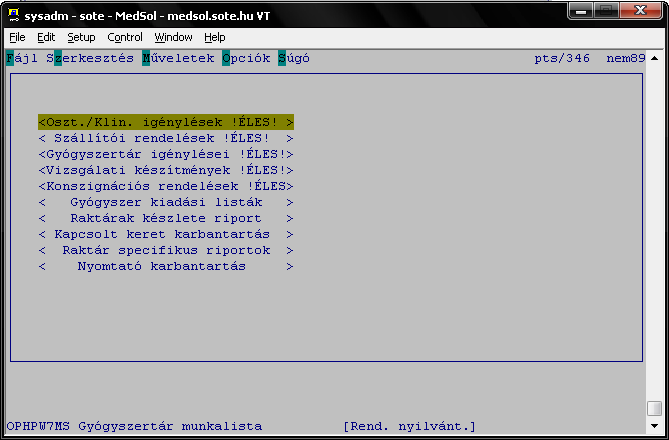 sysadm - sote - MedSol - medsol.sote.hu VT
File Edit Setup Control Window Help
Fájl Szerkesztés Műveletek Opciók Súgó pts/346 nem89
<Oszt./Klin. igénylések !ÉLES! >
< Szállítói rendelések !ÉLES! >
<Gyógyszertár igénylései !ÉLES!>
<Vizsgálati készítmények !ÉLES!>
<Konszignációs rendelések !ÉLES>
< Gyógyszer kiadási listák >
< Raktárak készlete riport >
< Kapcsolt keret karbantartás >
< Raktár specifikus riportok >
< Nyomtató karbantartás >
OPHPW7MS Gyógyszertár munkalista [Rend. nyilvánt.]